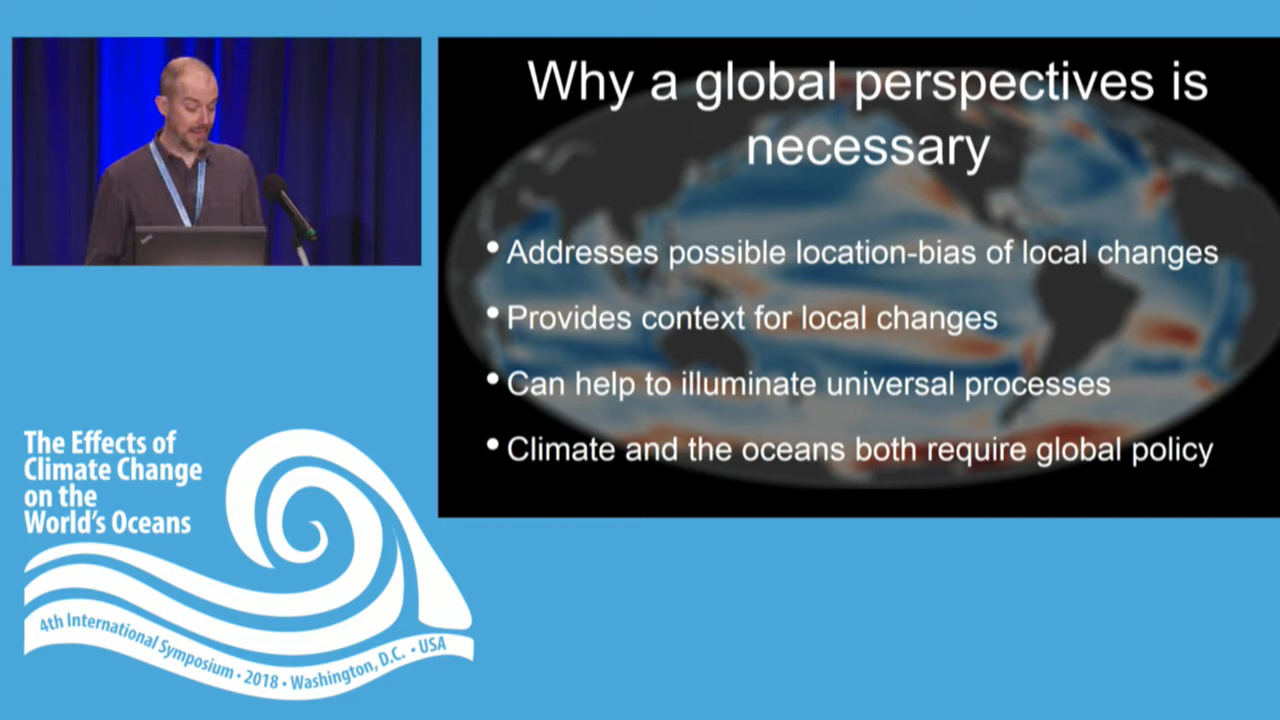 Why a global perspectives is
necessary
• Addresses possible location-bias of local changes
• Provides context for local changes
• Can help to illuminate universal processes
• Climate and the oceans both require global policy
The Effects of
Climate Change
on the
World's Oceans
4th International Symposium • 2018 • Washington, D.C. • USA